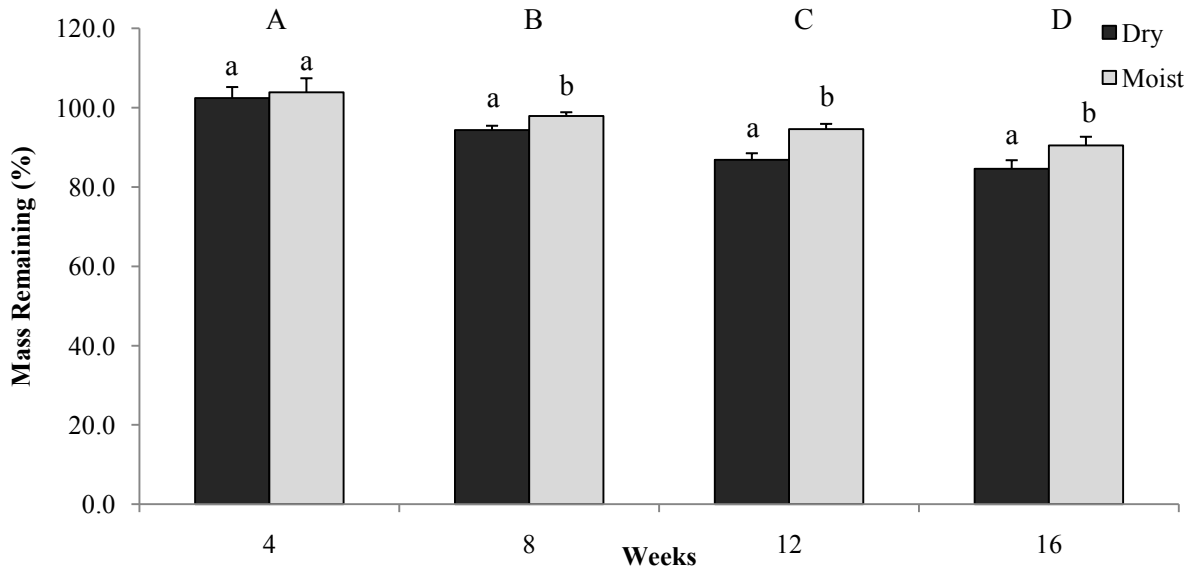 120.0
100.0
80.0
60.0
40.0
20.0
0.0
Mass Remaining (%)
A B C D
Dry
Moist
a a a b a b a b
4 8 12 16
Weeks